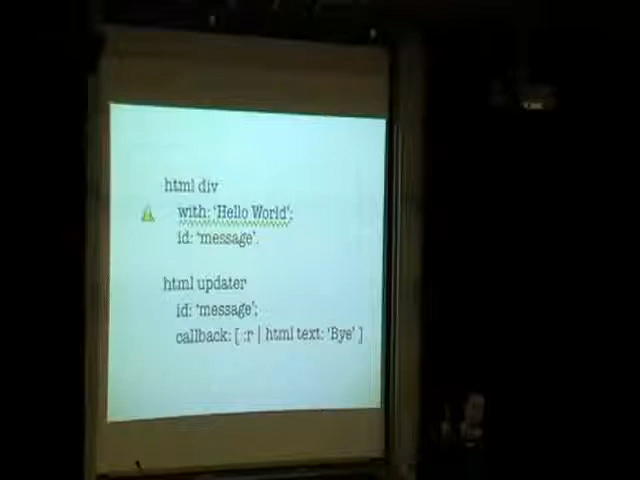 html div
with: 'Hello World';
id: 'message'.
html updater
id: 'message';
callback: [ :r | html text: 'Bye' ]